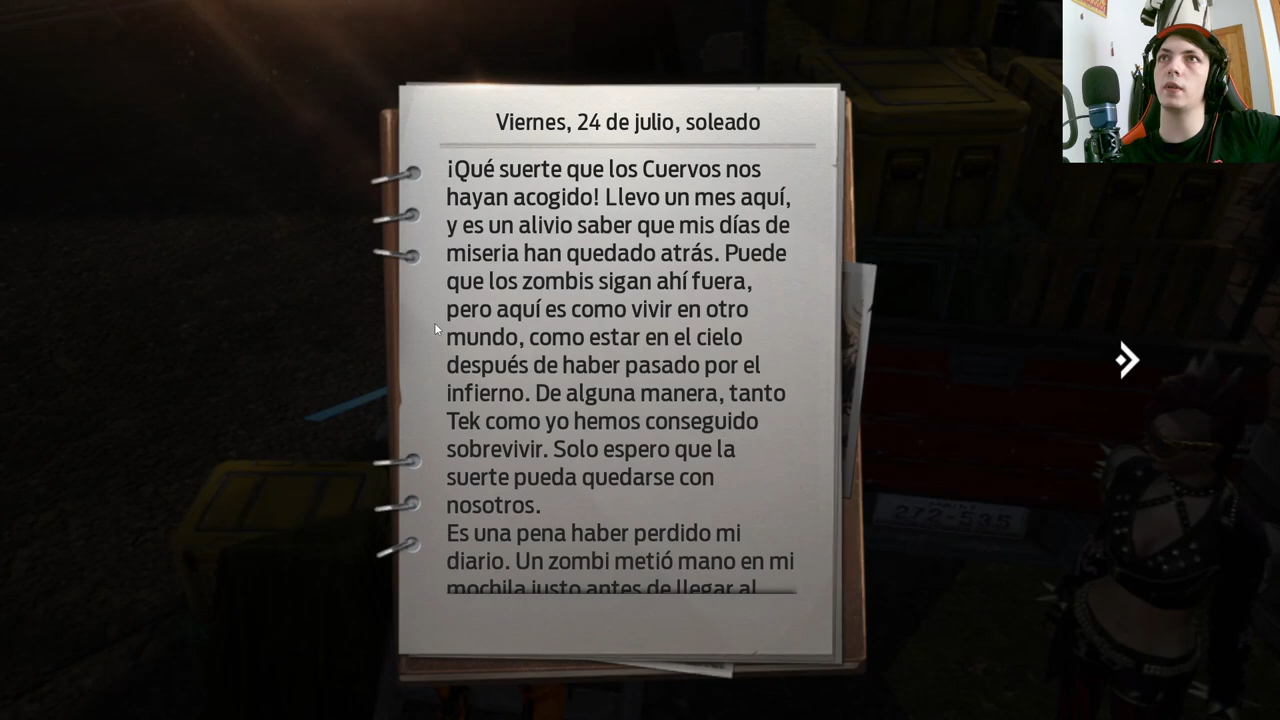 Viernes, 24 de julio, soleado
¡Qué suerte que los Cuervos nos
hayan acogido! Llevo un mes aquí,
y es un alivio saber que mis días de
miseria han quedado atrás. Puede
que los zombis sigan ahí fuera,
pero aquí es como vivir en otro
mundo, como estar en el cielo
después de haber pasado por el
infierno. De alguna manera, tanto
Tek como yo hemos conseguido
sobrevivir. Solo espero que la
suerte pueda quedarse con
nosotros.
Es una pena haber perdido mi
diario. Un zombi metió mano en mi
mochila justo antes de llegar al
272-535